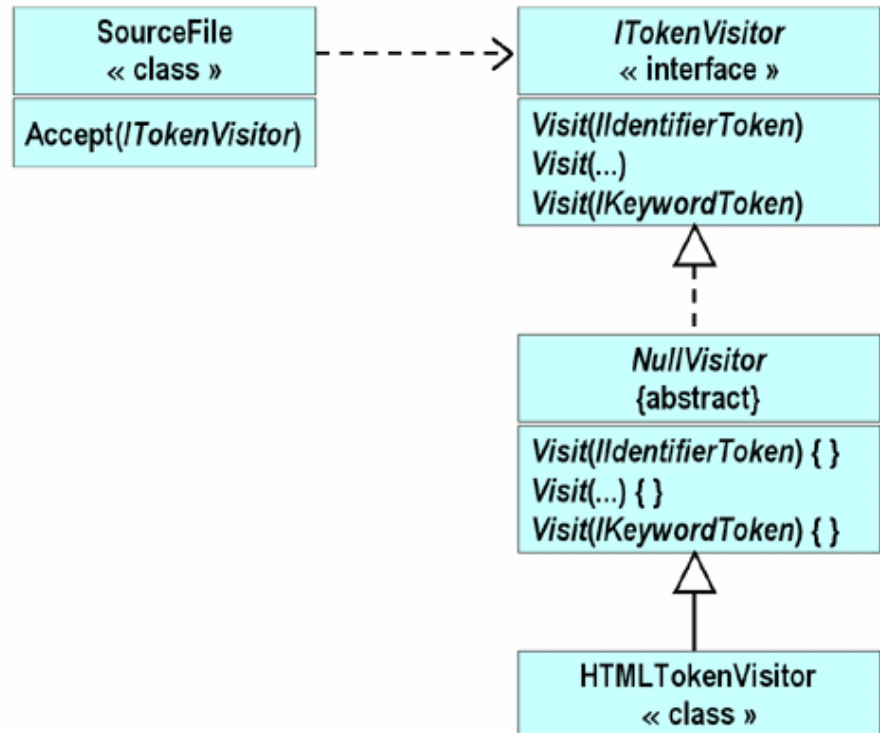 SourceFile
« class »
Accept(ITokenVisitor)
ITokenVisitor
« interface »
Visit(IIdentifierToken)
Visit(...)
Visit(IKeywordToken)
NullVisitor
{abstract}
Visit(IIdentifierToken) { }
Visit(...) { }
Visit(IKeywordToken) { }
HTMLTokenVisitor
« class »